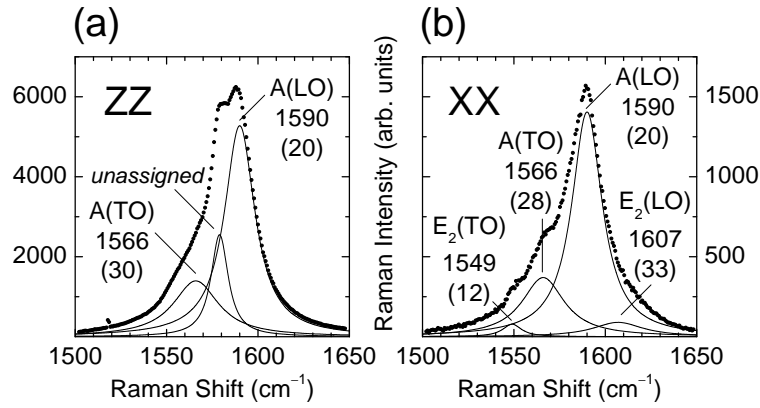 (a)
ZZ
A(LO)
1590
(20)
unassigned
A(TO)
1566
(30)
6000
4000
2000
1500
1550
1600
1650
Raman Shift (cm⁻¹)
(b)
XX
A(LO)
1590
(20)
A(TO)
1566
(28)
E₂(LO)
1607
(33)
E₂(TO)
1549
(12)
Raman Intensity (arb. units)
1500
1000
500
1500
1550
1600
1650
Raman Shift (cm⁻¹)